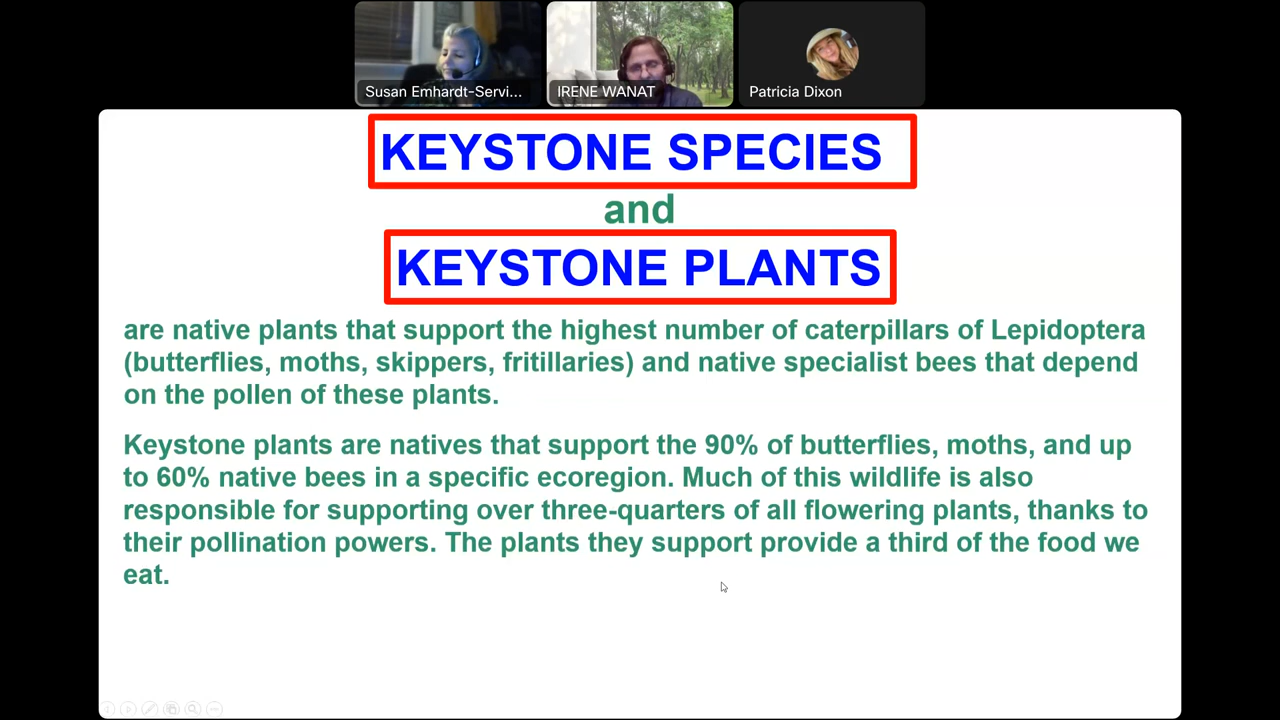 Susan Emhardt-Servi...
IRENE WANAT
Patricia Dixon
KEYSTONE SPECIES
and
KEYSTONE PLANTS
are native plants that support the highest number of caterpillars of Lepidoptera
(butterflies, moths, skippers, fritillaries) and native specialist bees that depend
on the pollen of these plants.
Keystone plants are natives that support the 90% of butterflies, moths, and up
to 60% native bees in a specific ecoregion. Much of this wildlife is also
responsible for supporting over three-quarters of all flowering plants, thanks to
their pollination powers. The plants they support provide a third of the food we
eat.